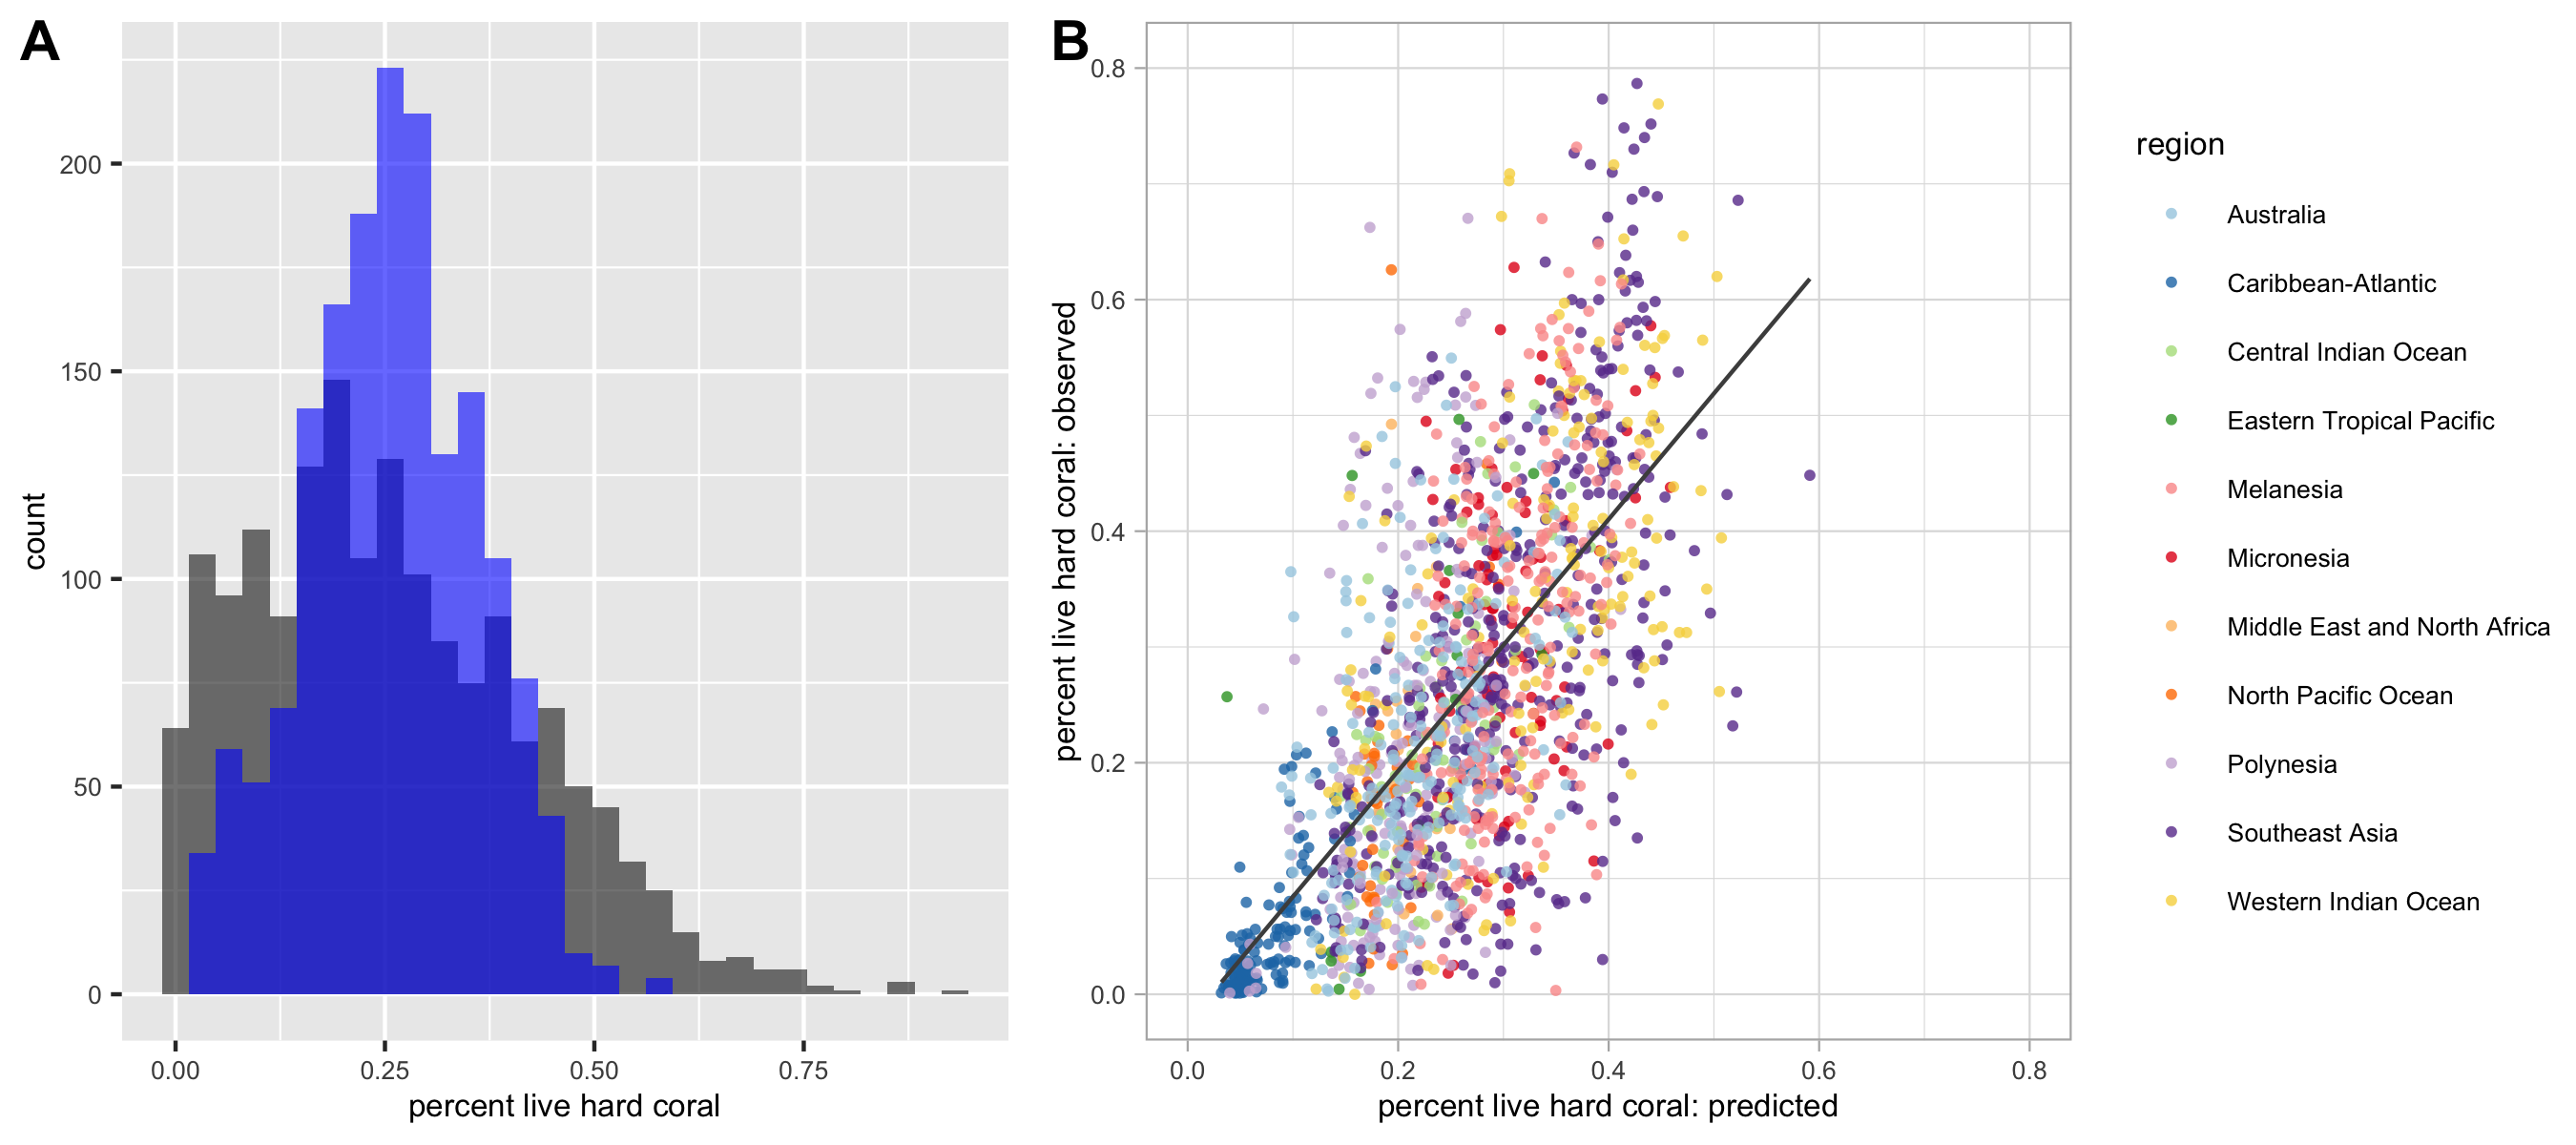 A
200
150
100
50
0
count
0.00 0.25 0.50 0.75
percent live hard coral
B
0.8
0.6
0.4
0.2
0.0
percent live hard coral: observed
0.0 0.2 0.4 0.6 0.8
percent live hard coral: predicted
region
Australia
Caribbean-Atlantic
Central Indian Ocean
Eastern Tropical Pacific
Melanesia
Micronesia
Middle East and North Africa
North Pacific Ocean
Polynesia
Southeast Asia
Western Indian Ocean